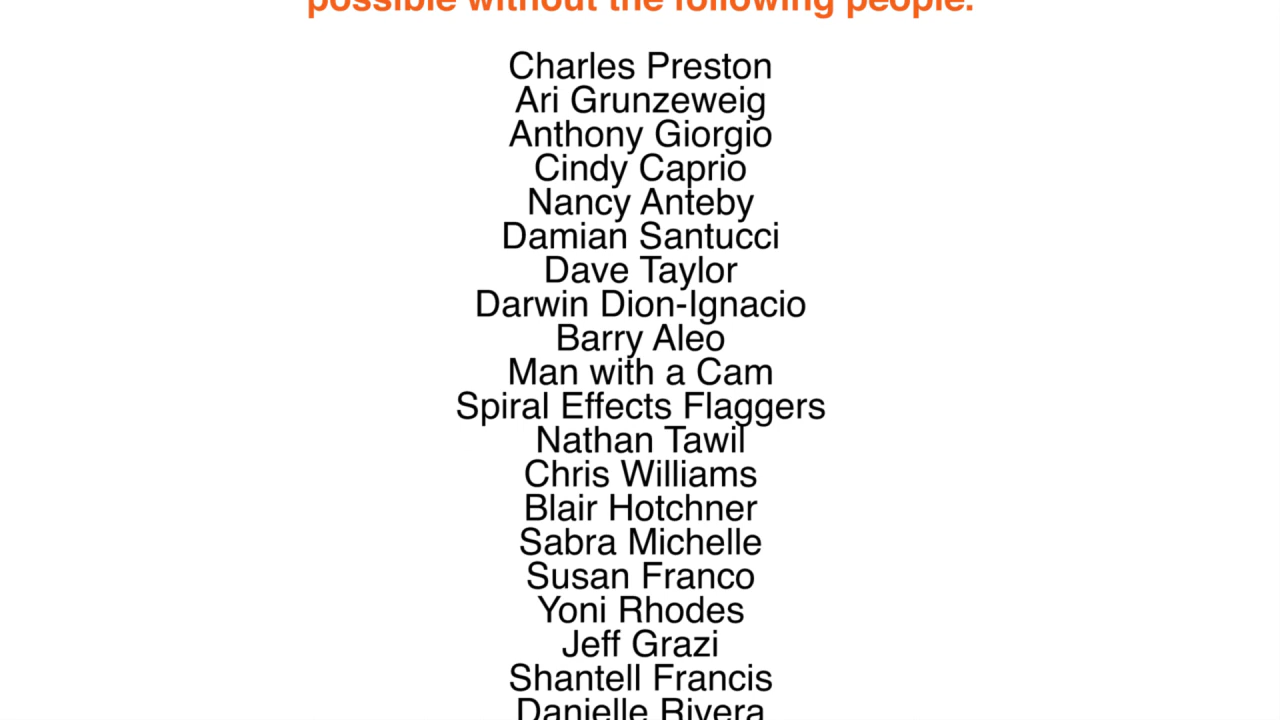 possible without the following people.
Charles Preston
Ari Grunzeweig
Anthony Giorgio
Cindy Caprio
Nancy Anteby
Damian Santucci
Dave Taylor
Darwin Dion-Ignacio
Barry Aleo
Man with a Cam
Spiral Effects Flaggers
Nathan Tawil
Chris Williams
Blair Hotchner
Sabra Michelle
Susan Franco
Yoni Rhodes
Jeff Grazi
Shantell Francis
Danielle Rivera